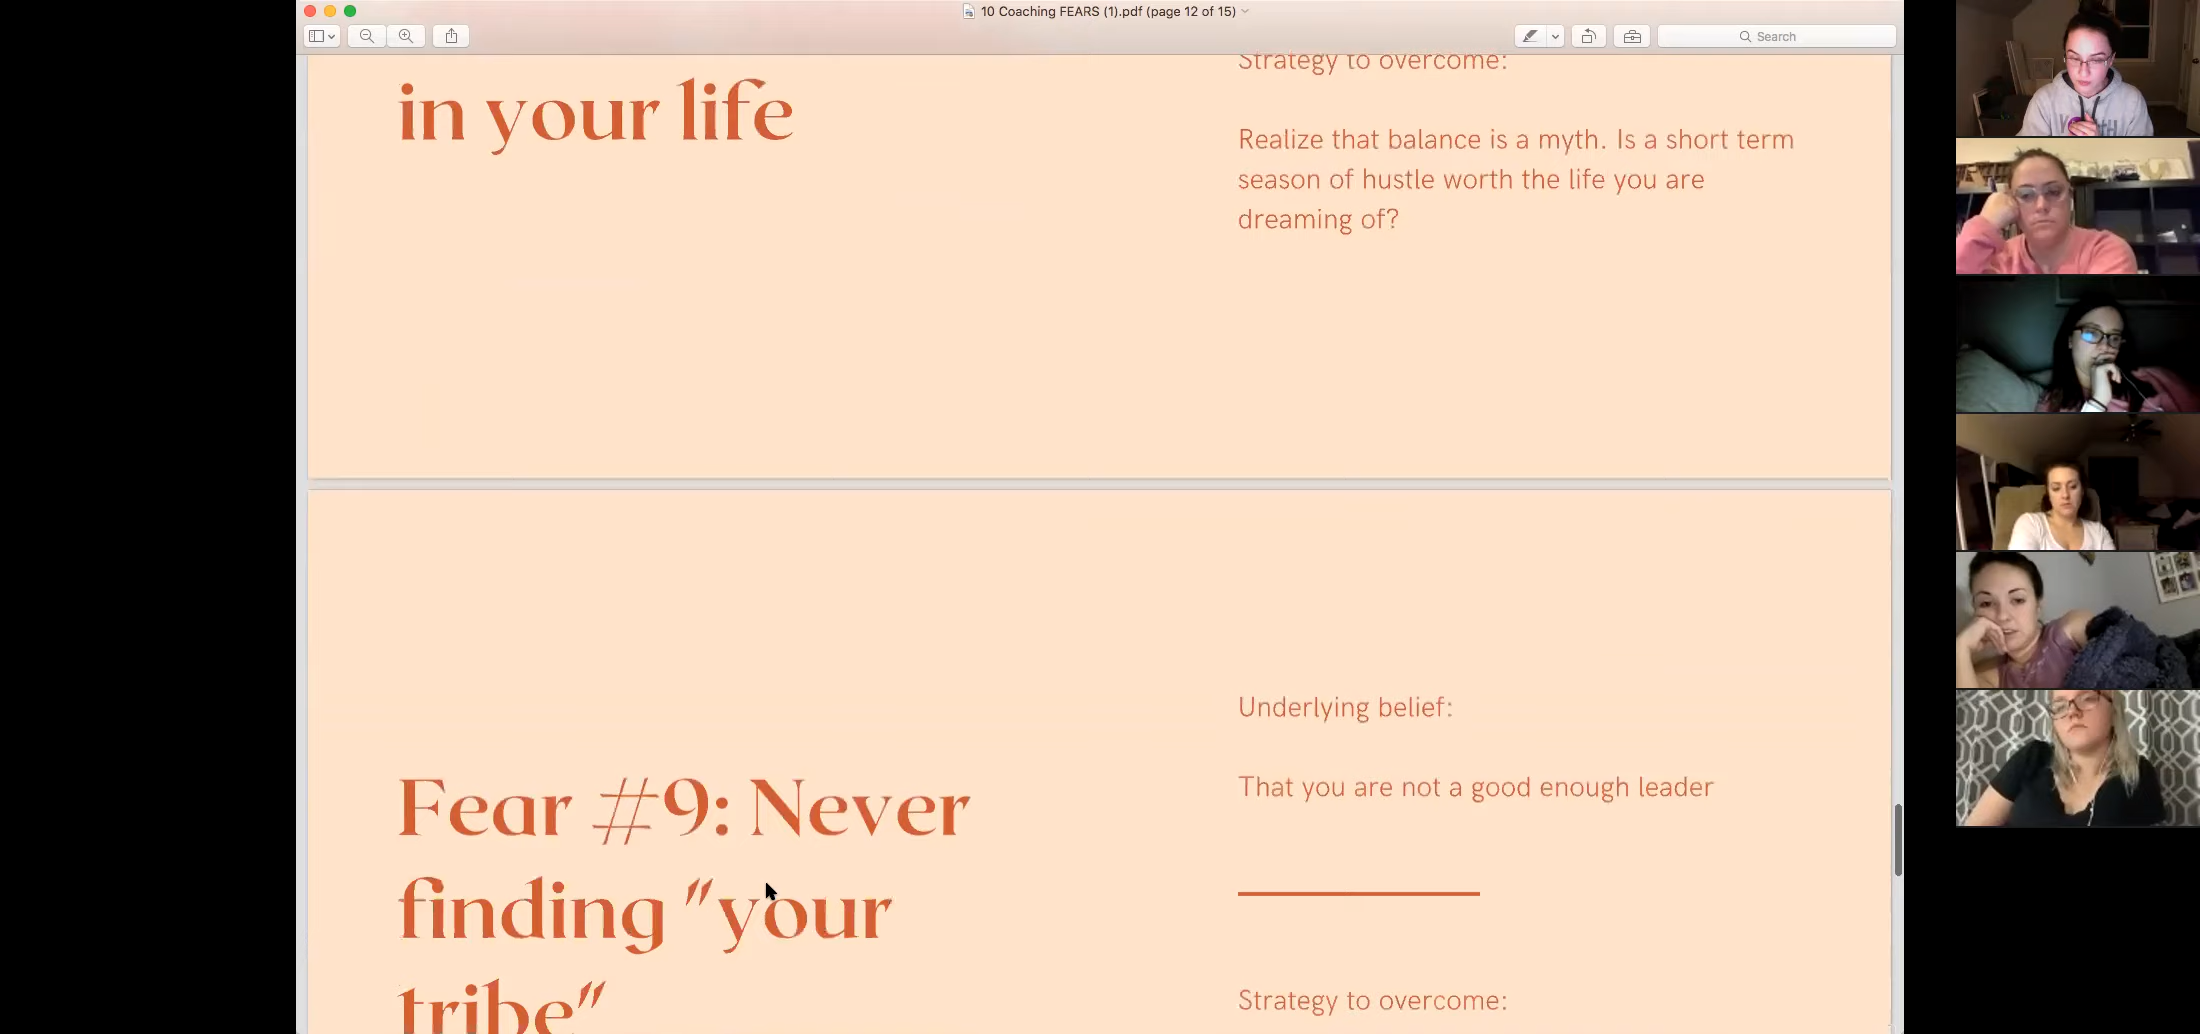 10 Coaching FEARS (1).pdf (page 12 of 15)
Search
in your life
Strategy to overcome:
Realize that balance is a myth. Is a short term
season of hustle worth the life you are
dreaming of?
Fear #9: Never
finding "your
tribe"
Underlying belief:
That you are not a good enough leader
Strategy to overcome: